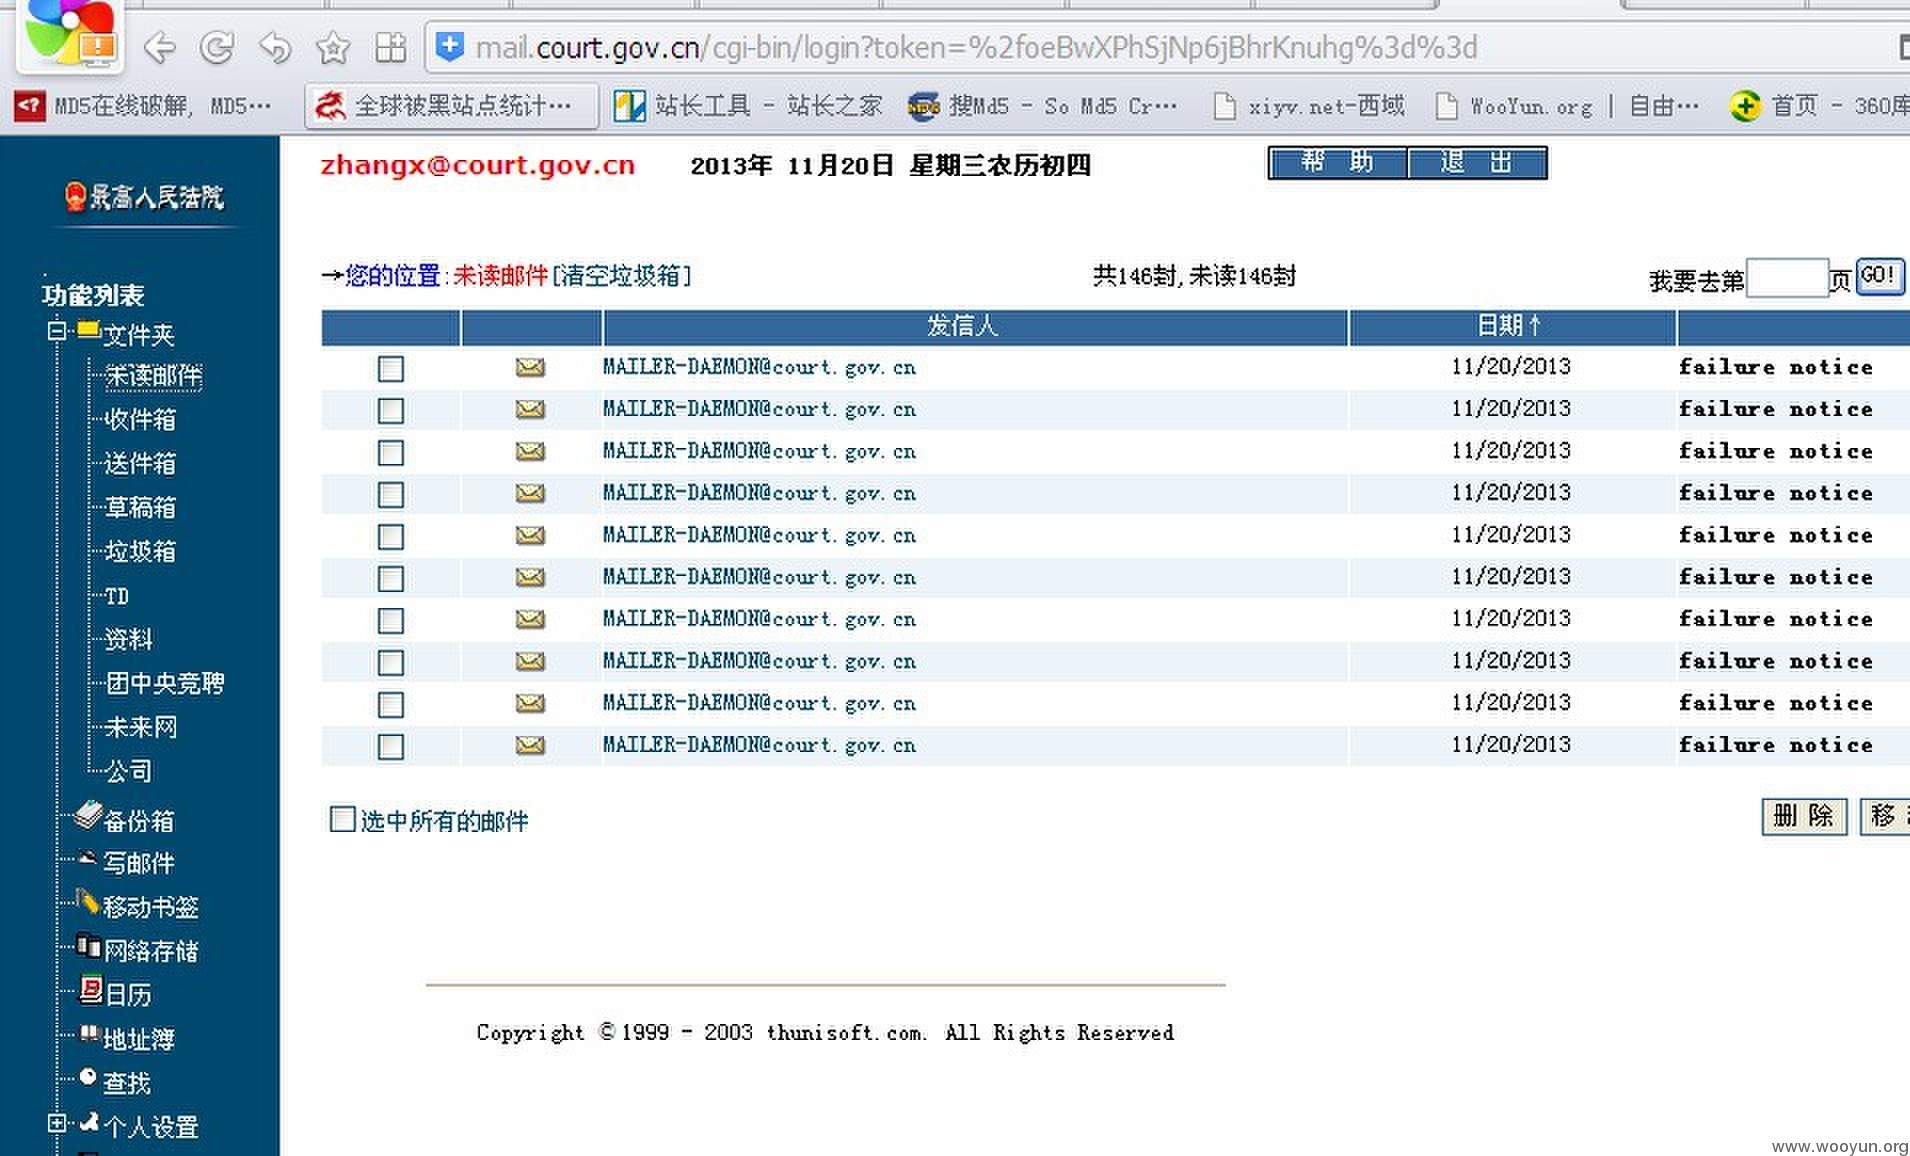 mail.court.gov.cn/cgi-bin/login?token=%2foeBwXPhSjNp6jBhrKnuhg%3d%3d
MD5在线破解, MD5… 全球被黑站点统计… 站长工具 - 站长之家 搜Md5 - So Md5 Cr… xiyv.net-西域 WooYun.org | 自由… 首页 - 360库
最高人民法院
zhangx@court.gov.cn 2013年 11月20日 星期三农历初四 帮 助 退 出
→您的位置:未读邮件[清空垃圾箱] 共146封,未读146封 我要去第 页 GO!
功能列表
文件夹
未读邮件
收件箱
送件箱
草稿箱
垃圾箱
TD
资料
团中央竞聘
未来网
公司
备份箱
写邮件
移动书签
网络存储
日历
地址簿
查找
个人设置
发信人 日期↑
MAILER-DAEMON@court.gov.cn 11/20/2013 failure notice
MAILER-DAEMON@court.gov.cn 11/20/2013 failure notice
MAILER-DAEMON@court.gov.cn 11/20/2013 failure notice
MAILER-DAEMON@court.gov.cn 11/20/2013 failure notice
MAILER-DAEMON@court.gov.cn 11/20/2013 failure notice
MAILER-DAEMON@court.gov.cn 11/20/2013 failure notice
MAILER-DAEMON@court.gov.cn 11/20/2013 failure notice
MAILER-DAEMON@court.gov.cn 11/20/2013 failure notice
MAILER-DAEMON@court.gov.cn 11/20/2013 failure notice
MAILER-DAEMON@court.gov.cn 11/20/2013 failure notice
选中所有的邮件 删 除 移
Copyright ©1999 - 2003 thunisoft.com. All Rights Reserved
www.wooyun.org